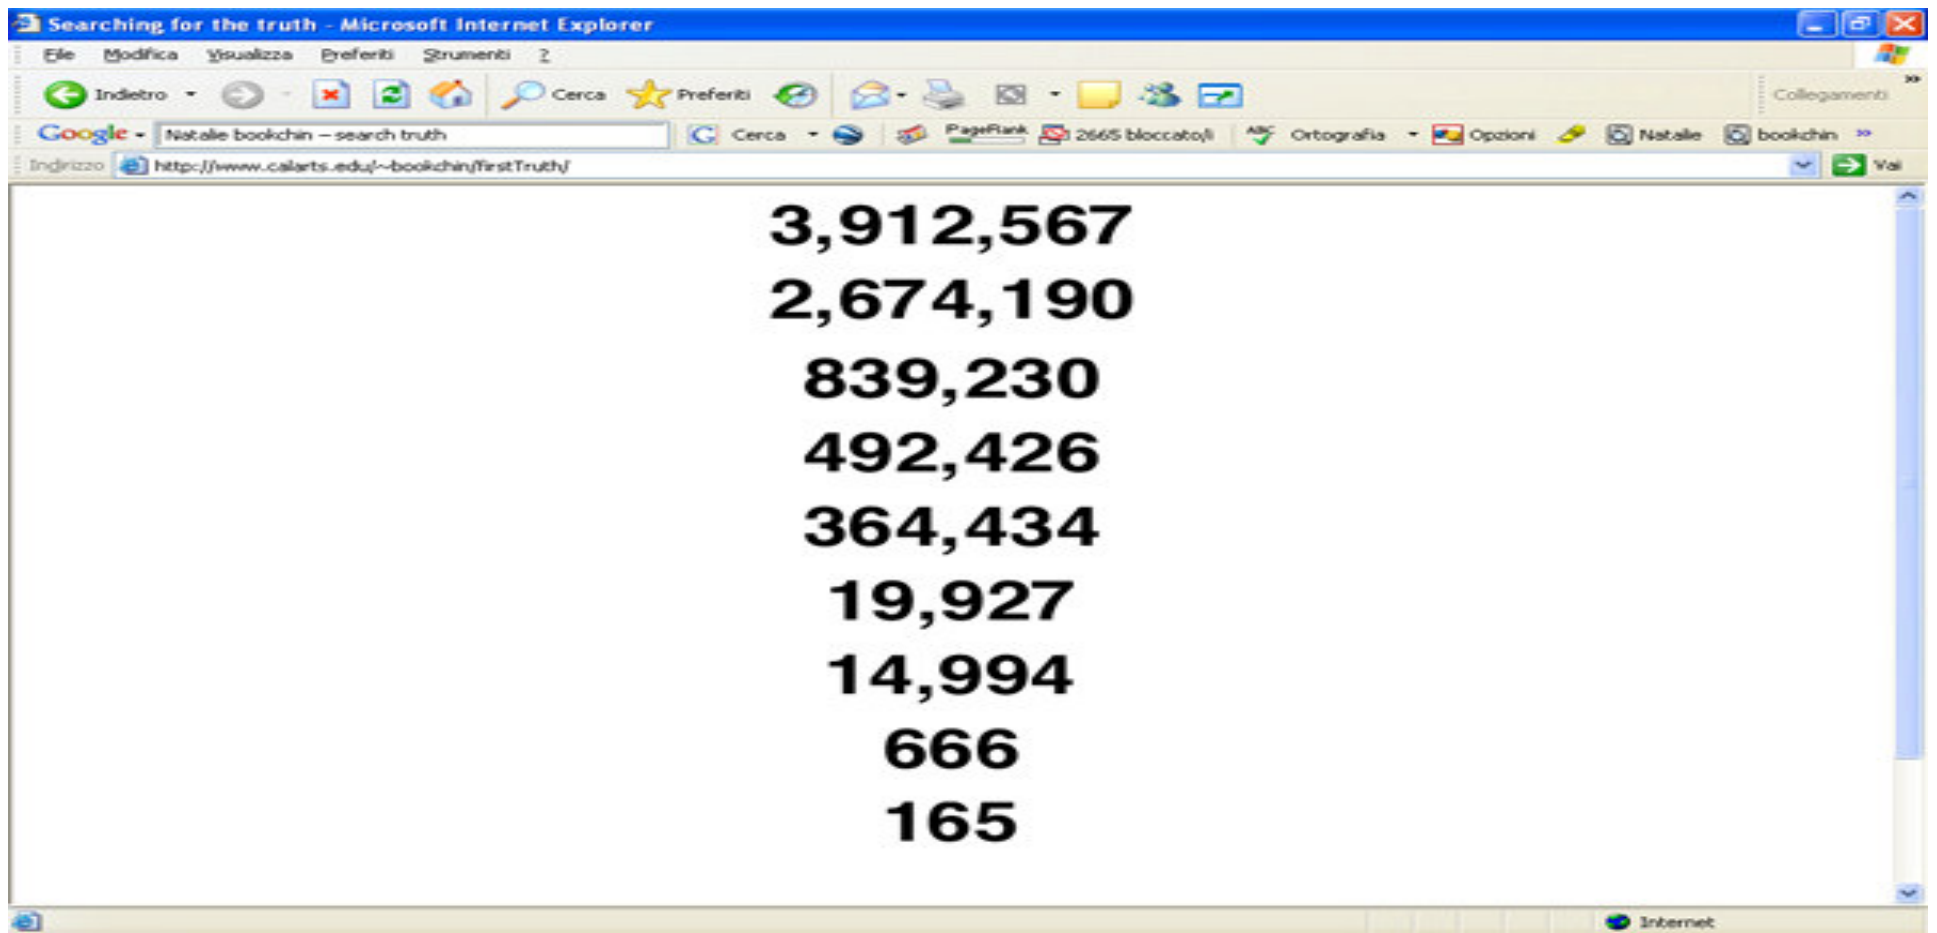 Searching for the truth - Microsoft Internet Explorer
File Modifica Visualizza Preferiti Strumenti ?
Indietro Cerca Preferiti Collegamenti »
Google Natalie bookchin – search truth G Cerca PageRank 2665 bloccato/i ABC Ortografia Opzioni Natalie bookchin »
Indirizzo http://www.calarts.edu/~bookchin/firstTruth/ Vai
3,912,567
2,674,190
839,230
492,426
364,434
19,927
14,994
666
165
Internet